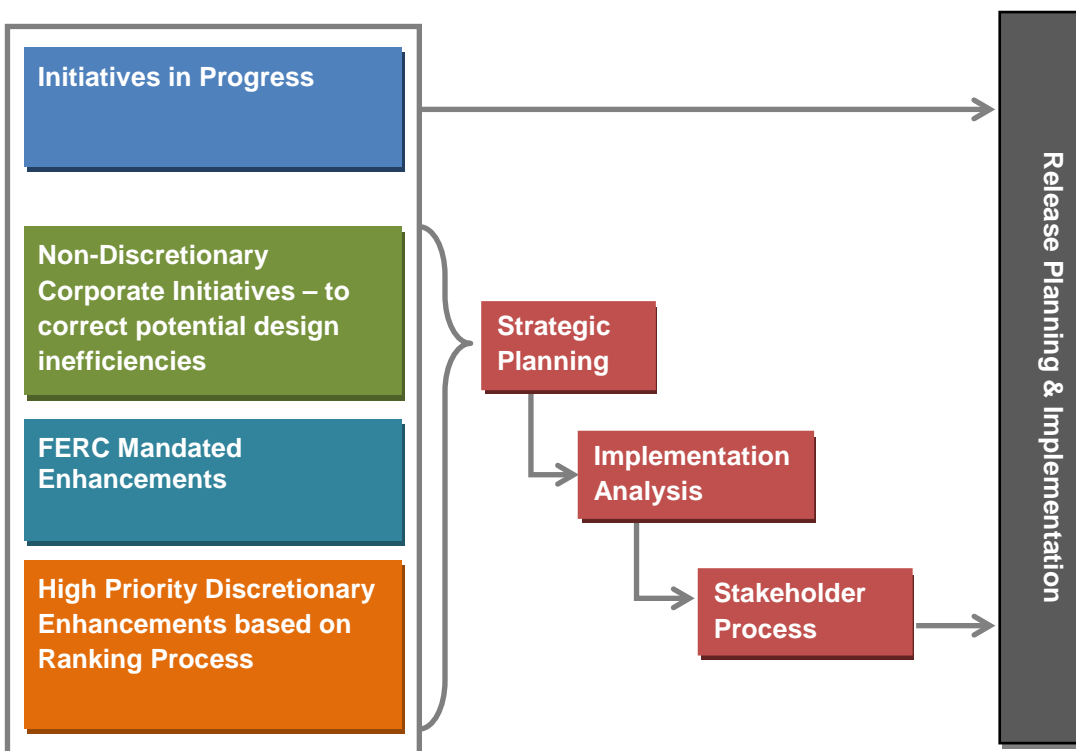 Initiatives in Progress
Non-Discretionary
Corporate Initiatives – to
correct potential design
inefficiencies
FERC Mandated
Enhancements
High Priority Discretionary
Enhancements based on
Ranking Process
Strategic
Planning
Implementation
Analysis
Stakeholder
Process
Release Planning & Implementation